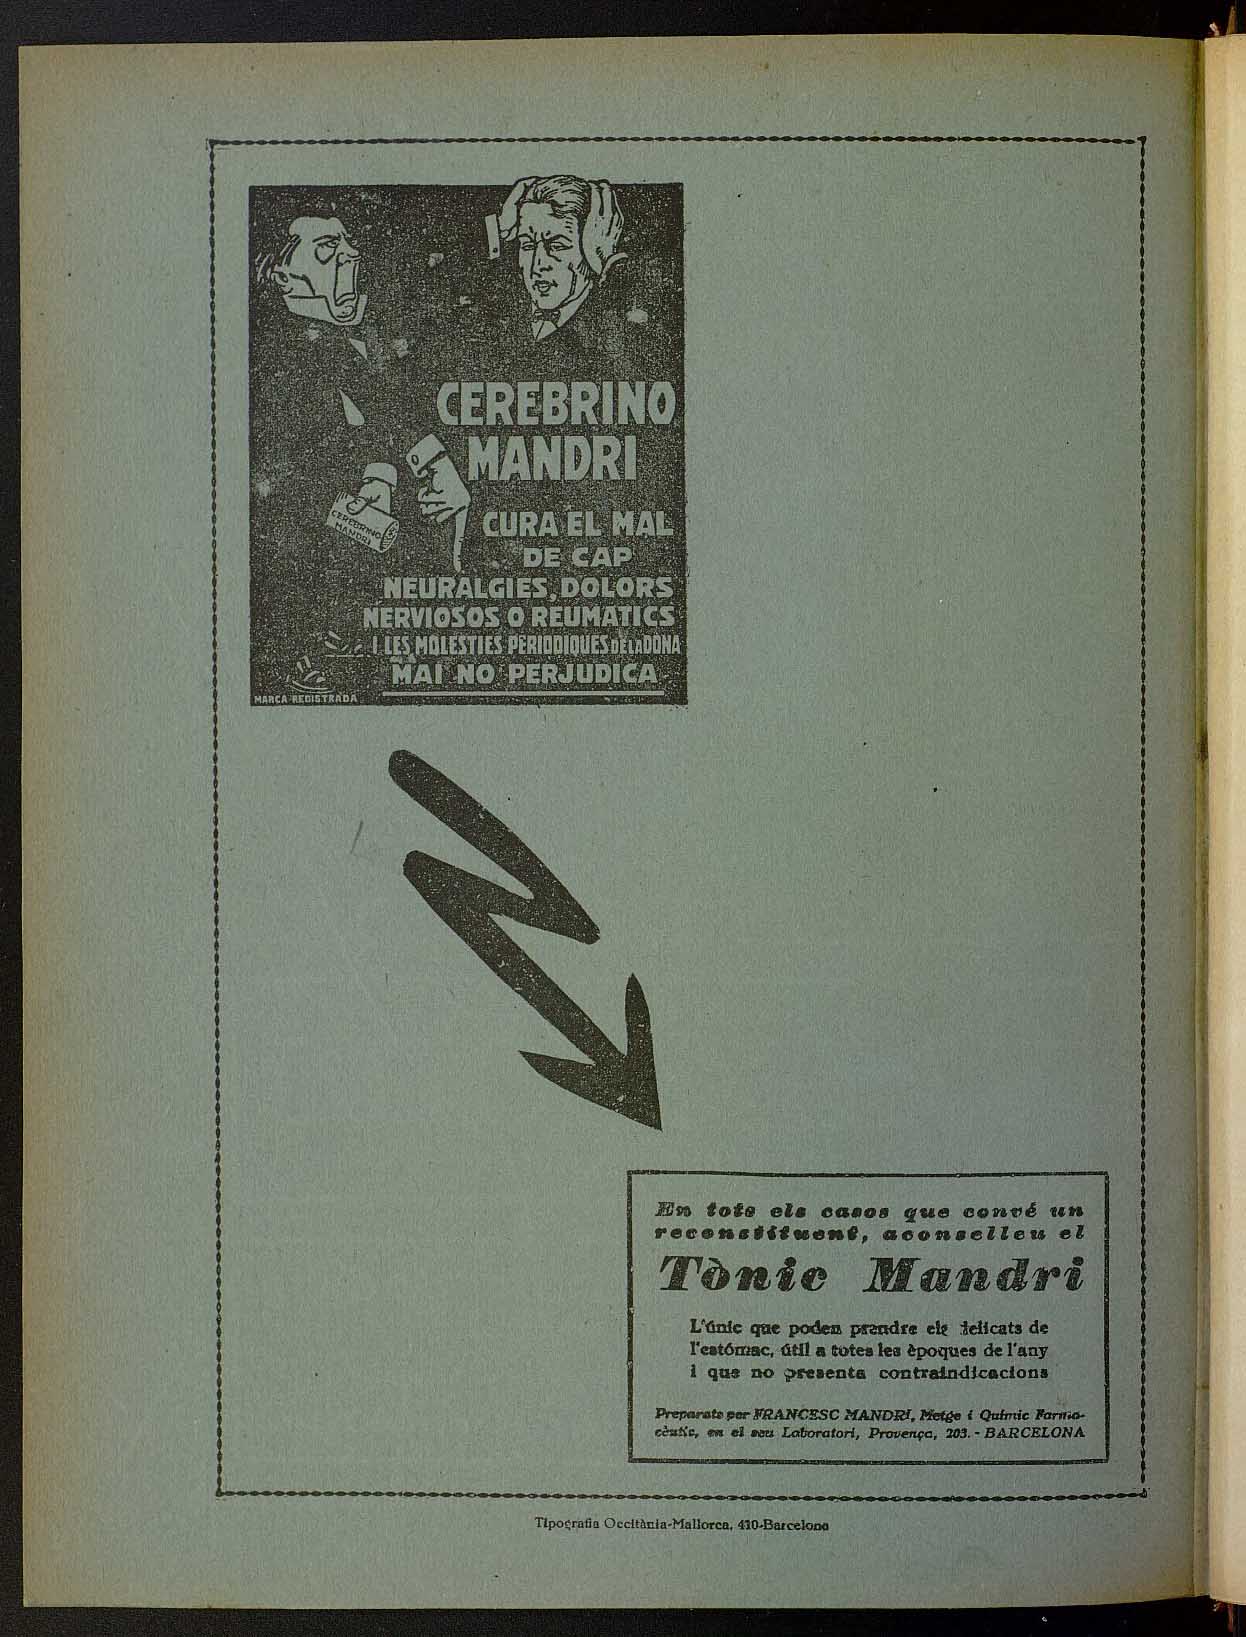 CEREBRINO
MANDRI
CEREBRINO
MANDRI
CURA EL MAL
DE CAP
NEURALGIES, DOLORS
NERVIOSOS O REUMATICS
I LES MOLESTIES PERIODIQUES DE LA DONA
MAI NO PERJUDICA
MARCA REGISTRADA
En tots els casos que convé un
reconstituent, aconselleu el
Tònic Mandri
L'únic que poden prendre els delicats de
l'estómac, útil a totes les èpoques de l'any
i que no presenta contraindicacions
Preparats per FRANCESC MANDRI, Metge i Químic Farma-
cèutic, en el seu Laboratori, Provença, 203. - BARCELONA
Tipografia Occitània-Mallorca, 410-Barcelona